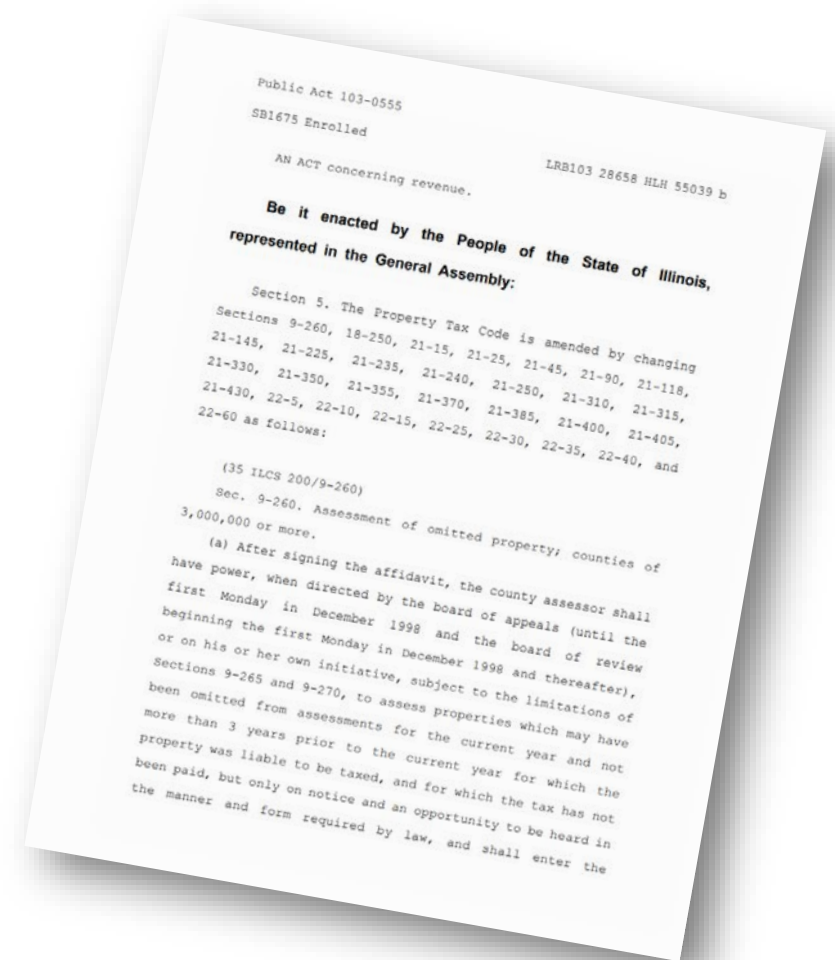 Public Act 103-0555
SB1675 Enrolled
LRB103 28658 HLH 55039 b
AN ACT concerning revenue.
Be it enacted by the People of the State of Illinois,
represented in the General Assembly:
Section 5. The Property Tax Code is amended by changing
Sections 9-260, 18-250, 21-15, 21-25, 21-45, 21-90, 21-118,
21-145, 21-225, 21-235, 21-240, 21-250, 21-310, 21-315,
21-330, 21-350, 21-355, 21-370, 21-385, 21-400, 21-405,
21-430, 22-5, 22-10, 22-15, 22-25, 22-30, 22-35, 22-40, and
22-60 as follows:
(35 ILCS 200/9-260)
Sec. 9-260. Assessment of omitted property; counties of
3,000,000 or more.
(a) After signing the affidavit, the county assessor shall
have power, when directed by the board of appeals (until the
first Monday in December 1998 and the board of review
beginning the first Monday in December 1998 and thereafter),
or on his or her own initiative, subject to the limitations of
Sections 9-265 and 9-270, to assess properties which may have
been omitted from assessments for the current year and not
more than 3 years prior to the current year for which the
property was liable to be taxed, and for which the tax has not
been paid, but only on notice and an opportunity to be heard in
the manner and form required by law, and shall enter the